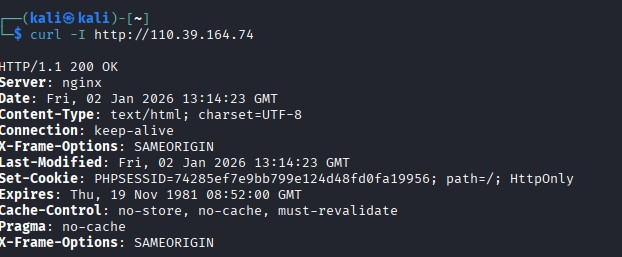 ┌──(kali㉿kali)-[~]
└─$ curl -I http://110.39.164.74
HTTP/1.1 200 OK
Server: nginx
Date: Fri, 02 Jan 2026 13:14:23 GMT
Content-Type: text/html; charset=UTF-8
Connection: keep-alive
X-Frame-Options: SAMEORIGIN
Last-Modified: Fri, 02 Jan 2026 13:14:23 GMT
Set-Cookie: PHPSESSID=74285ef7e9bb799e124d48fd0fa19956; path=/; HttpOnly
Expires: Thu, 19 Nov 1981 08:52:00 GMT
Cache-Control: no-store, no-cache, must-revalidate
Pragma: no-cache
X-Frame-Options: SAMEORIGIN